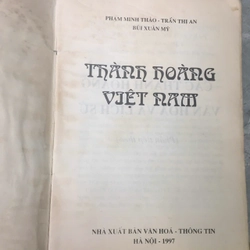 PHẠM MINH THẢO - TRẦN THỊ AN
BÙI XUÂN MỸ
THÀNH HOÀNG
VIỆT NAM
NHÀ XUẤT BẢN VĂN HOÁ - THÔNG TIN
HÀ NỘI - 1997